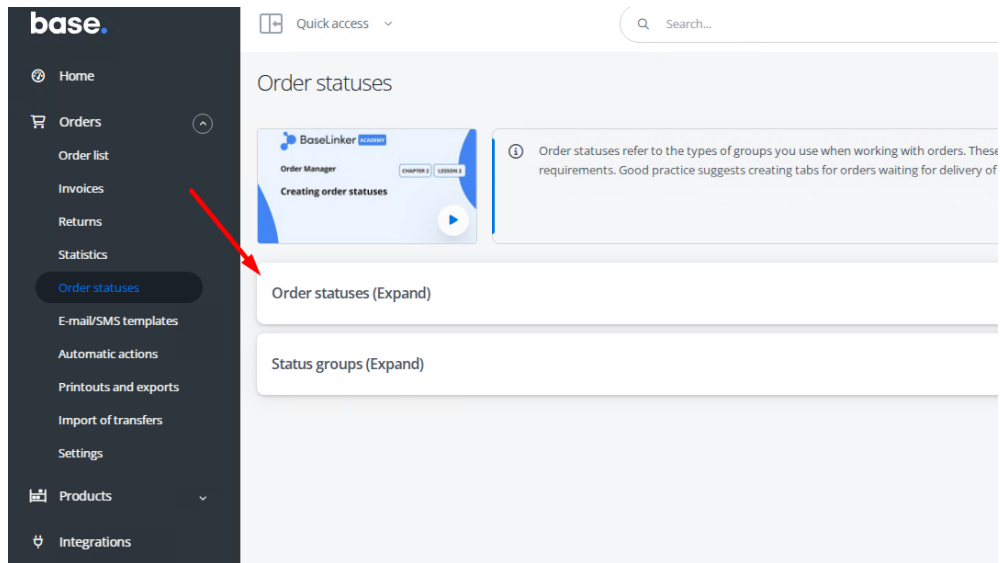 base.
Quick access
Search...
Home
Orders
Order list
Invoices
Returns
Statistics
Order statuses
E-mail/SMS templates
Automatic actions
Printouts and exports
Import of transfers
Settings
Products
Integrations
Order statuses
BaseLinker ACADEMY
Order Manager
CHAPTER 2 LESSON 2
Creating order statuses
Order statuses refer to the types of groups you use when working with orders. These
requirements. Good practice suggests creating tabs for orders waiting for delivery of
Order statuses (Expand)
Status groups (Expand)